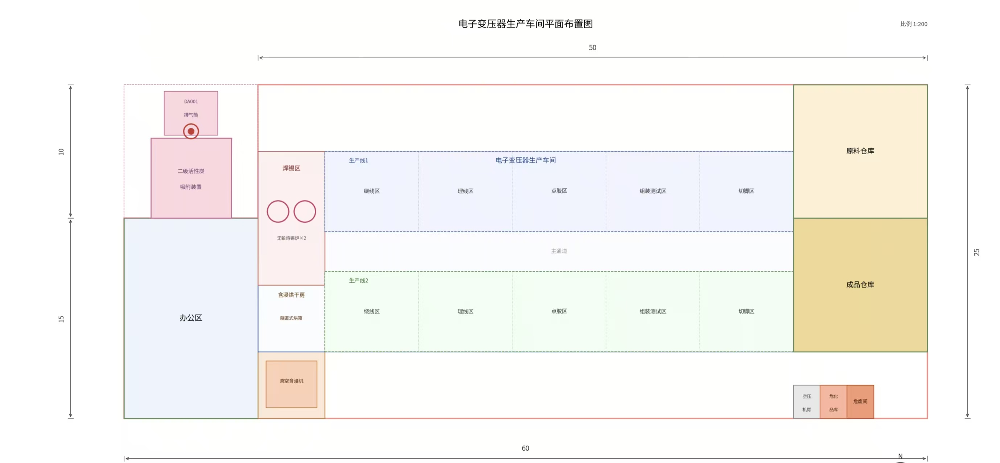 电子变压器生产车间平面布置图
比例 1:200
50
DA001
排气筒
二级活性炭
吸附装置
10
15
25
焊锡区
无铅熔锡炉×2
生产线1
电子变压器生产车间
绕线区
理线区
点胶区
组装测试区
切脚区
原料仓库
主通道
生产线2
绕线区
理线区
点胶区
组装测试区
切脚区
成品仓库
含浸烘干房
隧道式烘箱
办公区
真空含浸机
空压
机房
危化
品库
危废间
60
N